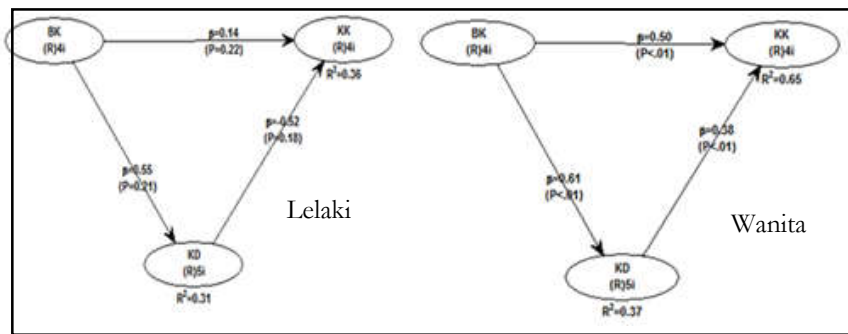 BK
(R)4i
β=0.14
(P=0.22)
KK
(R)4i
R²=0.36
β=0.52
(P=0.18)
β=0.55
(P=0.21)
Lelaki
KD
(R)5i
R²=0.31
BK
(R)4i
β=0.50
(P<.01)
KK
(R)4i
R²=0.65
β=0.38
(P<.01)
β=0.61
(P<.01)
Wanita
KD
(R)5i
R²=0.37